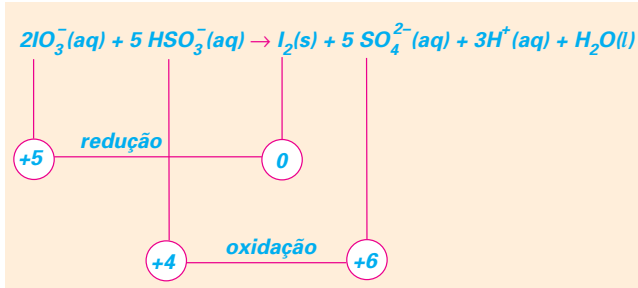 2IO₃⁻(aq) + 5 HSO₃⁻(aq) → I₂(s) + 5 SO₄²⁻(aq) + 3H⁺(aq) + H₂O(l)
redução
+5 0
oxidação
+4 +6